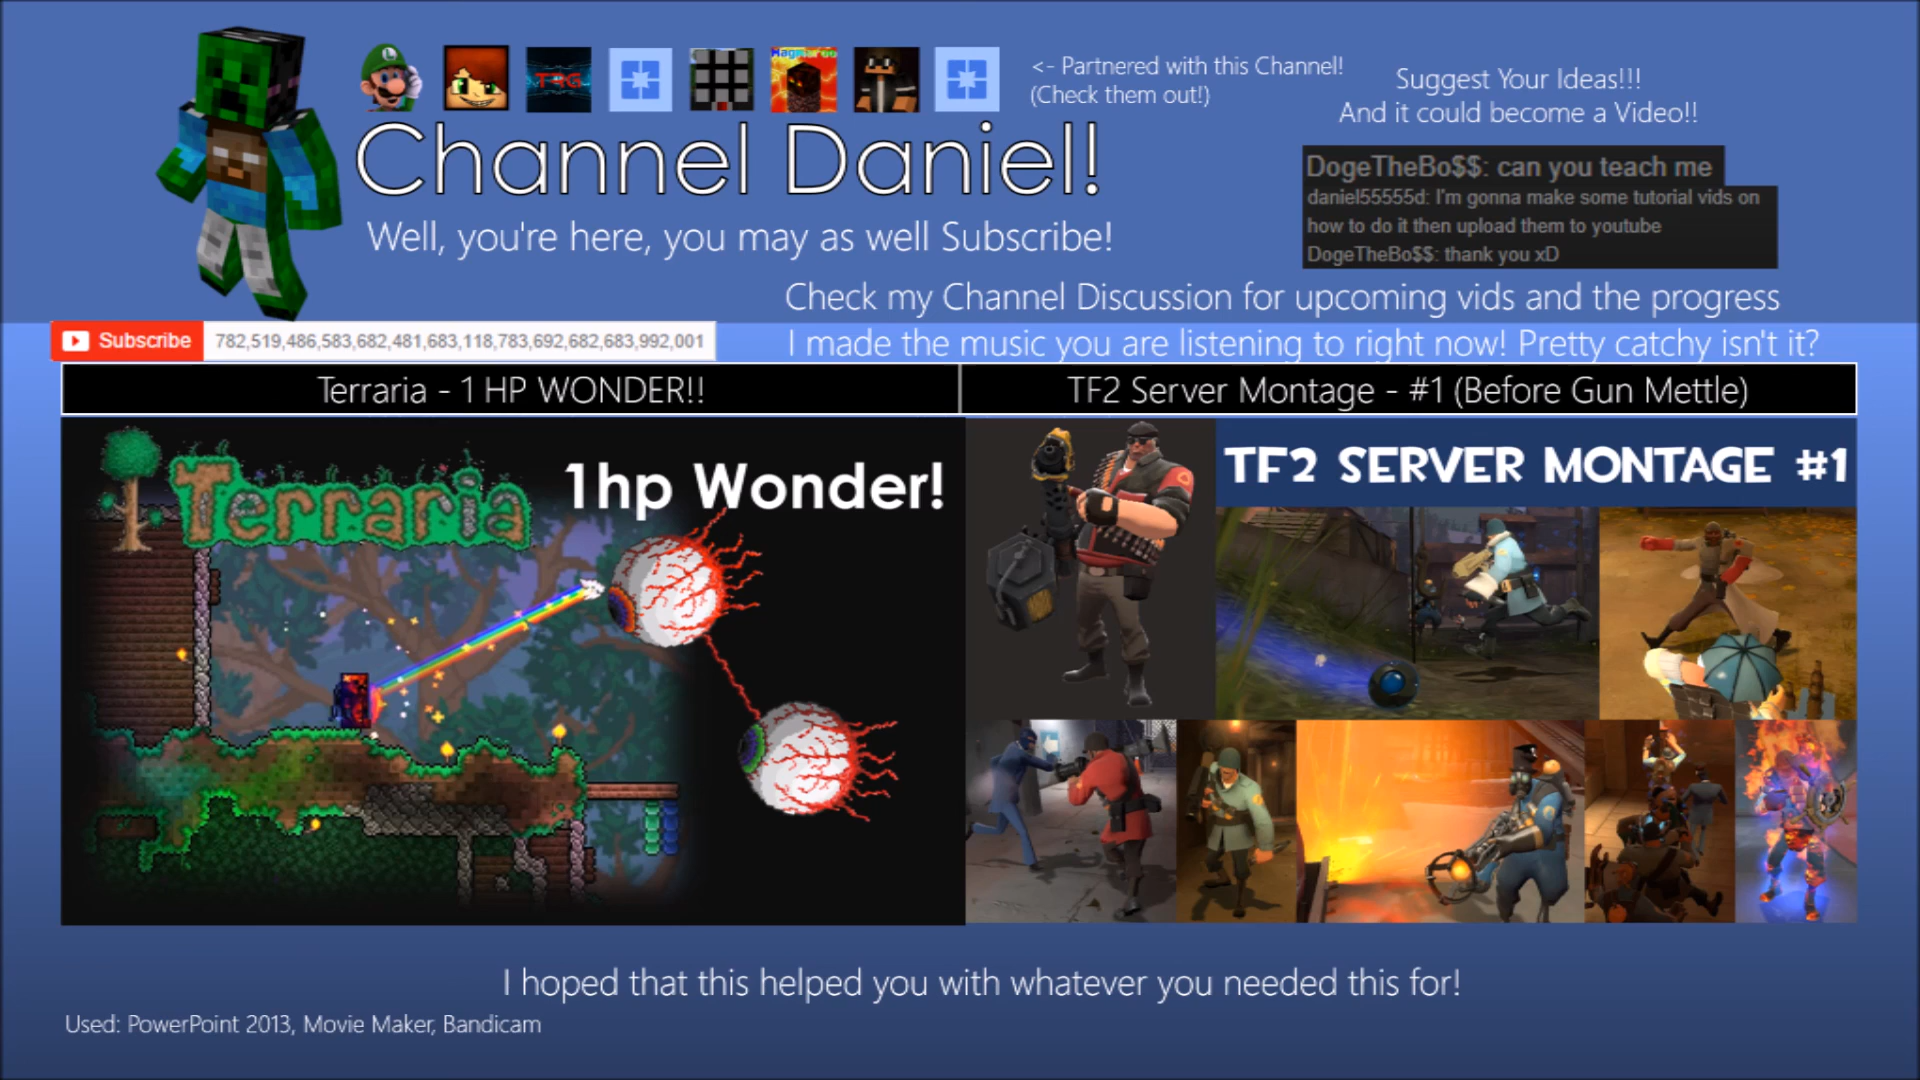 <- Partnered with this Channel!
(Check them out!)
Suggest Your Ideas!!!
And it could become a Video!!
TRG
Channel Daniel!
Well, you're here, you may as well Subscribe!
DogeTheBo$$: can you teach me
daniel55555d: I'm gonna make some tutorial vids on
how to do it then upload them to youtube
DogeTheBo$$: thank you xD
Check my Channel Discussion for upcoming vids and the progress
I made the music you are listening to right now! Pretty catchy isn't it?
Subscribe
782,519,486,583,682,481,683,118,783,692,682,683,992,001
Terraria - 1 HP WONDER!!
TF2 Server Montage - #1 (Before Gun Mettle)
Terraria
1hp Wonder!
TF2 SERVER MONTAGE #1
I hoped that this helped you with whatever you needed this for!
Used: PowerPoint 2013, Movie Maker, Bandicam